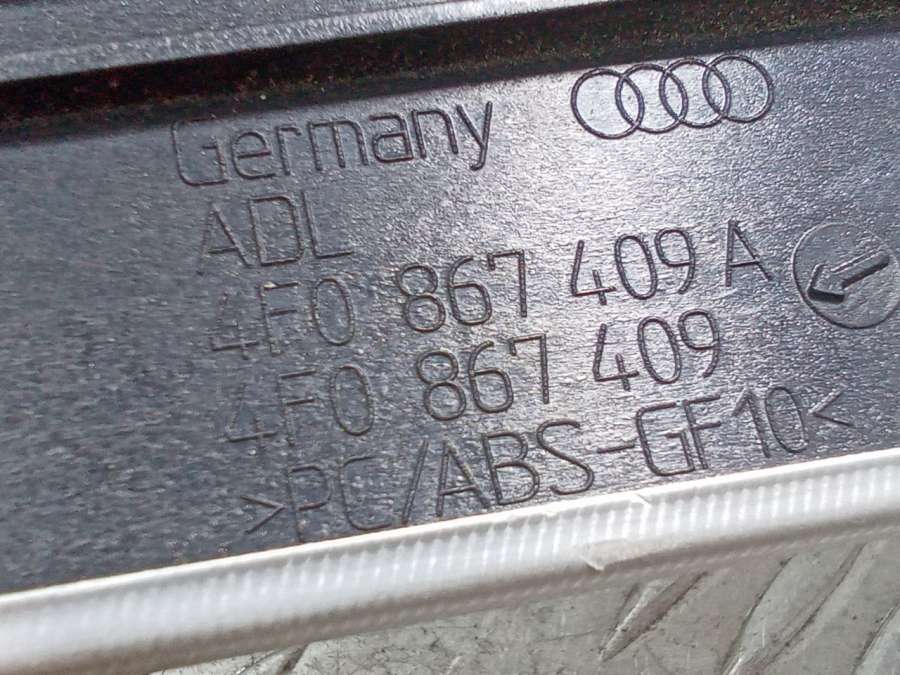 Germany
ADL
4F0 867 409 A
4F0 867 409
>PC/ABS-GF10<